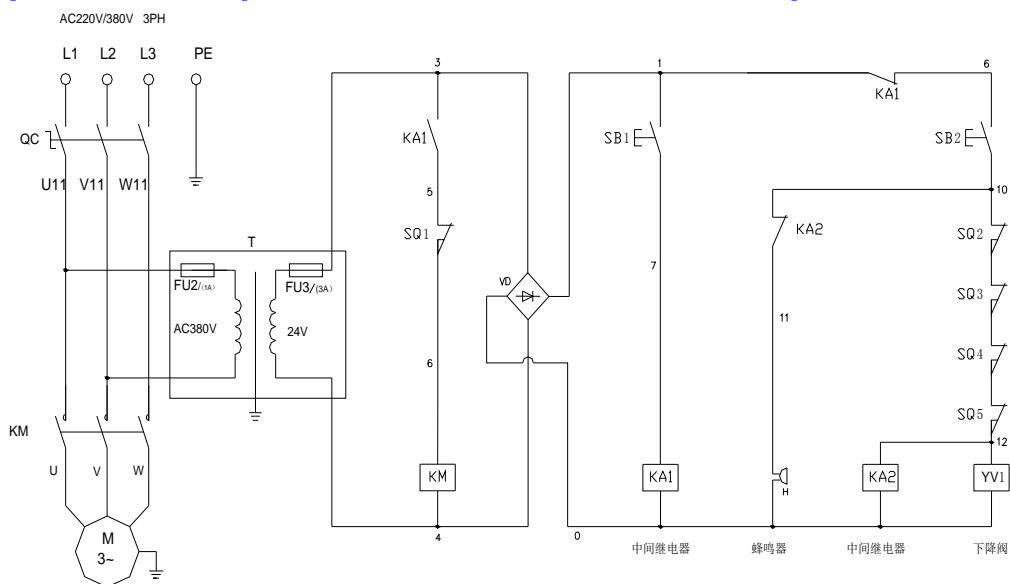 AC220V/380V 3PH
L1 L2 L3 PE
3 1 6
KA1
QC KA1 SB1 SB2
U11 V11 W11
5 10
T SQ1 KA2 SQ2
7
FU2/(1A) FU3/(3A) VD SQ3
11
AC380V 24V
6 SQ4
SQ5
KM 12
U V W KM KA1 H KA2 YV1
M
3~
4 0
中间继电器 蜂鸣器 中间继电器 下降阀